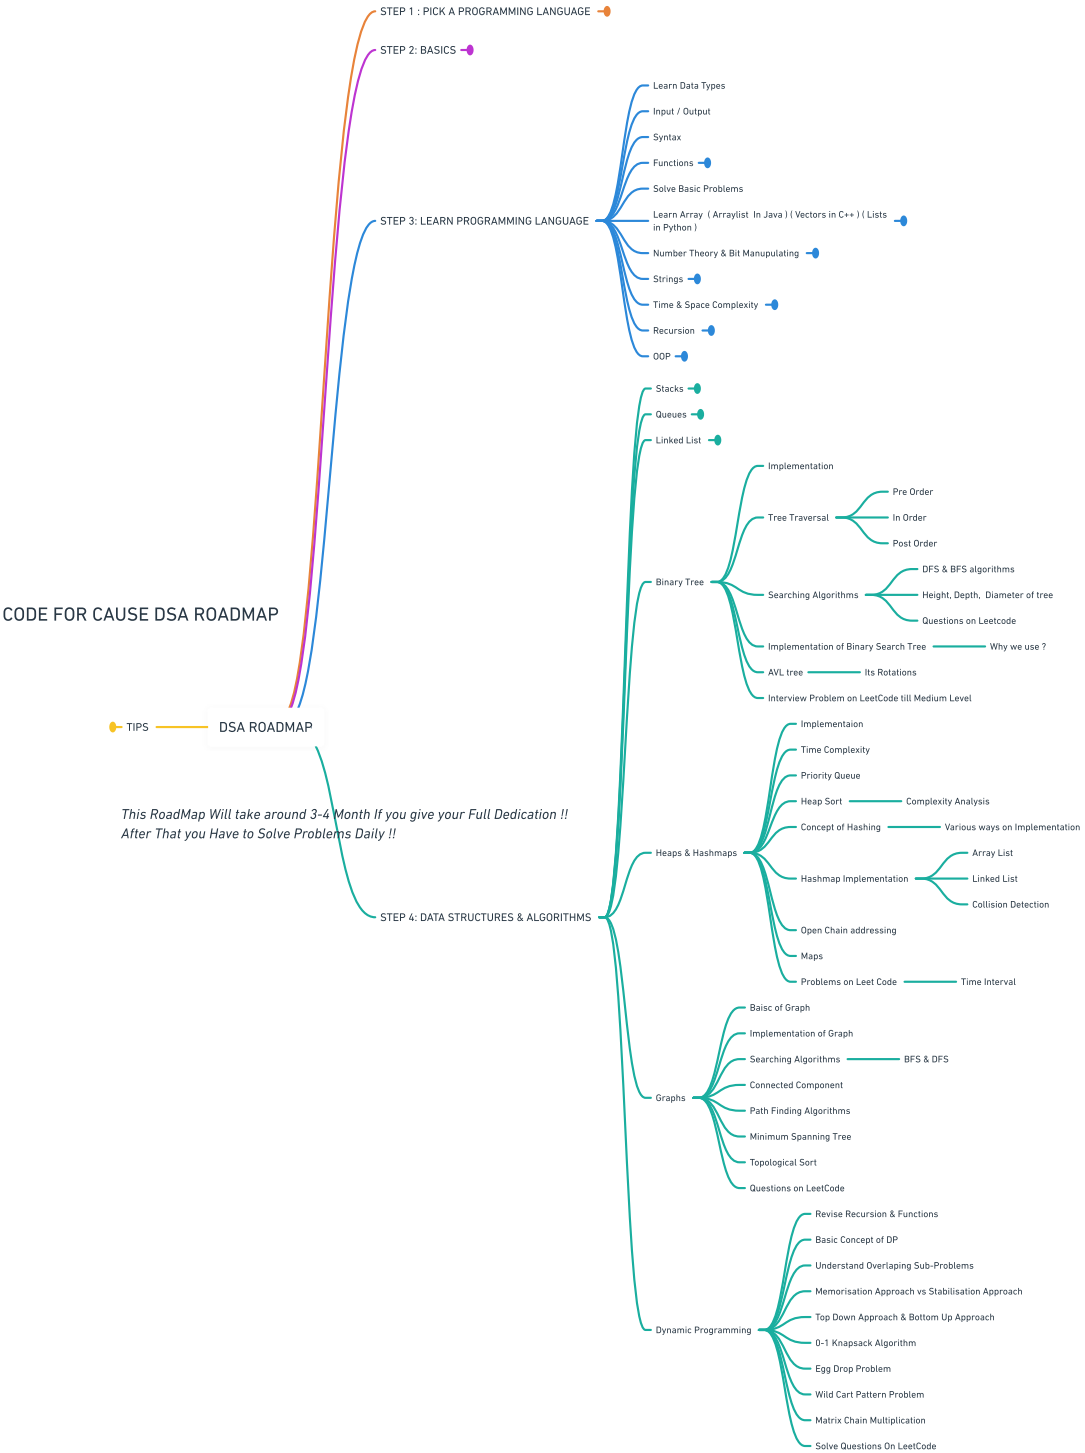 STEP 1 : PICK A PROGRAMMING LANGUAGE
STEP 2: BASICS
STEP 3: LEARN PROGRAMMING LANGUAGE
Learn Data Types
Input / Output
Syntax
Functions
Solve Basic Problems
Learn Array ( Arraylist In Java ) ( Vectors in C++ ) ( Lists
in Python )
Number Theory & Bit Manupulating
Strings
Time & Space Complexity
Recursion
OOP
CODE FOR CAUSE DSA ROADMAP
TIPS
DSA ROADMAP
This RoadMap Will take around 3-4 Month If you give your Full Dedication !!
After That you Have to Solve Problems Daily !!
STEP 4: DATA STRUCTURES & ALGORITHMS
Stacks
Queues
Linked List
Binary Tree
Implementation
Tree Traversal
Pre Order
In Order
Post Order
Searching Algorithms
DFS & BFS algorithms
Height, Depth, Diameter of tree
Questions on Leetcode
Implementation of Binary Search Tree
Why we use ?
AVL tree
Its Rotations
Interview Problem on LeetCode till Medium Level
Heaps & Hashmaps
Implementaion
Time Complexity
Priority Queue
Heap Sort
Complexity Analysis
Concept of Hashing
Various ways on Implementation
Hashmap Implementation
Array List
Linked List
Collision Detection
Open Chain addressing
Maps
Problems on Leet Code
Time Interval
Graphs
Baisc of Graph
Implementation of Graph
Searching Algorithms
BFS & DFS
Connected Component
Path Finding Algorithms
Minimum Spanning Tree
Topological Sort
Questions on LeetCode
Dynamic Programming
Revise Recursion & Functions
Basic Concept of DP
Understand Overlaping Sub-Problems
Memorisation Approach vs Stabilisation Approach
Top Down Approach & Bottom Up Approach
0-1 Knapsack Algorithm
Egg Drop Problem
Wild Cart Pattern Problem
Matrix Chain Multiplication
Solve Questions On LeetCode